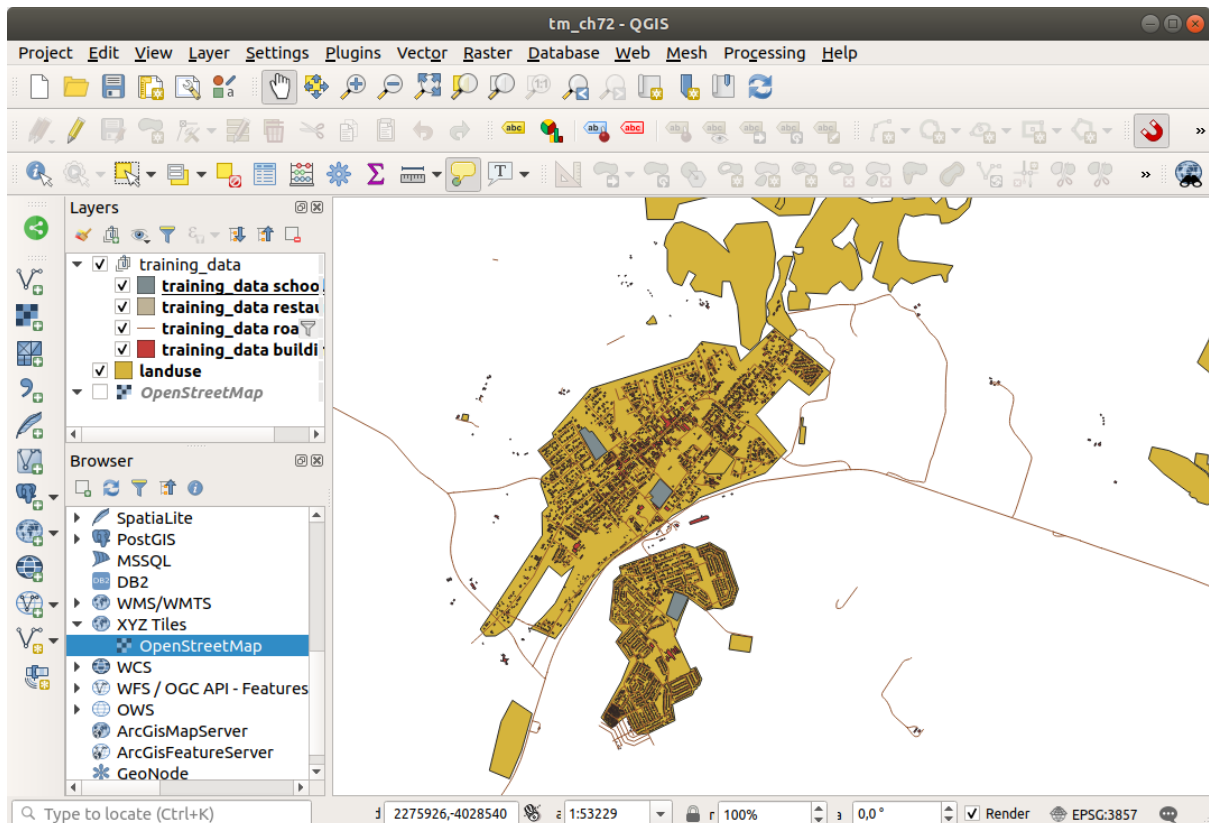 tm_ch72 - QGIS
Project Edit View Layer Settings Plugins Vector Raster Database Web Mesh Processing Help
Layers
training_data
training_data schoo
training_data restau
training_data roa
training_data buildi
landuse
OpenStreetMap
Browser
SpatiaLite
PostGIS
MSSQL
DB2
WMS/WMTS
XYZ Tiles
OpenStreetMap
WCS
WFS / OGC API - Features
OWS
ArcGisMapServer
ArcGisFeatureServer
GeoNode
Type to locate (Ctrl+K) 2275926,-4028540 1:53229 100% 0,0 ° Render EPSG:3857